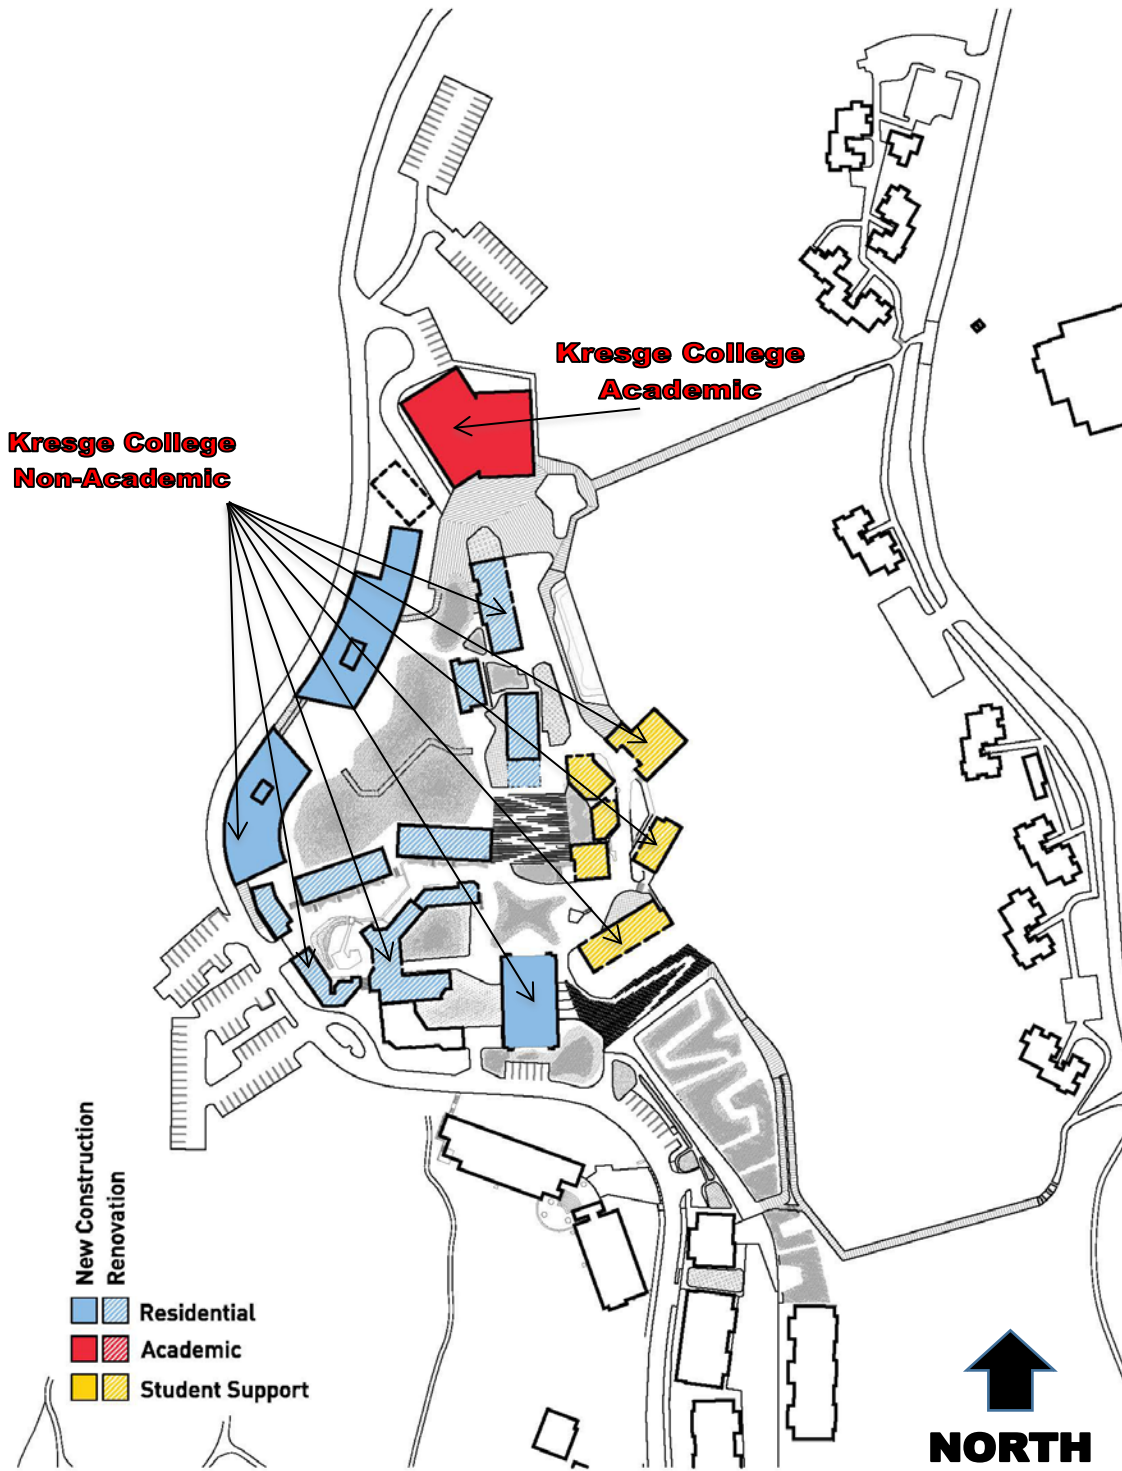 Kresge College
Academic
Kresge College
Non-Academic
New Construction
Renovation
Residential
Academic
Student Support
NORTH